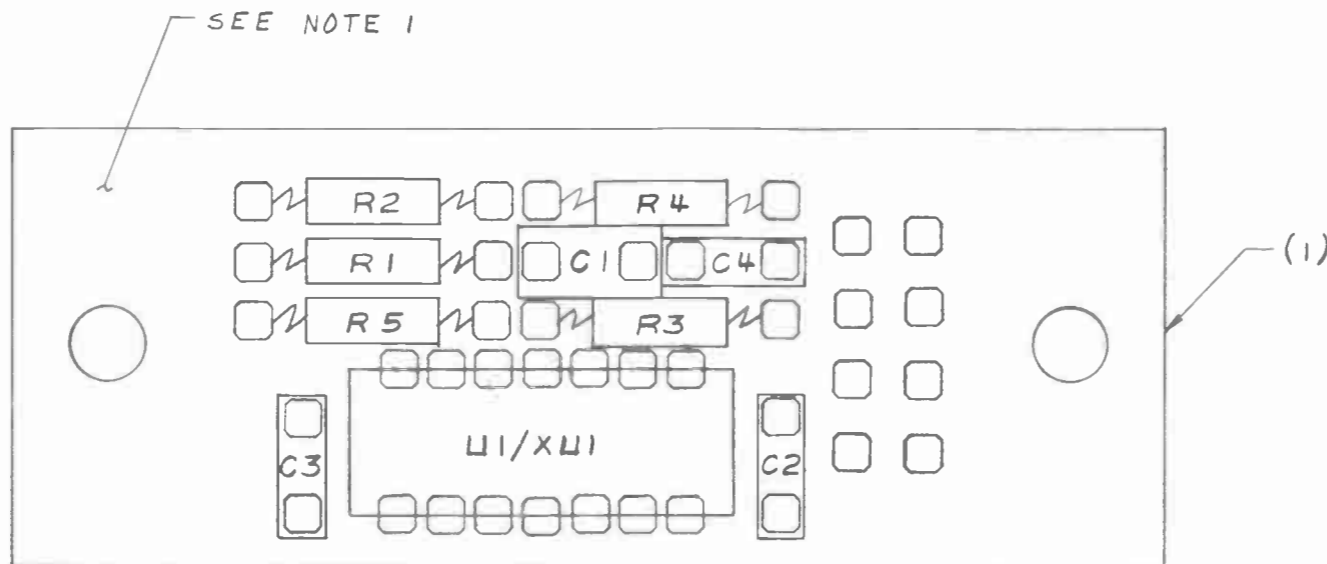 SEE NOTE 1
R2 R4
R1 C1 C4 (1)
R5 R3
C3 U1/XU1 C2